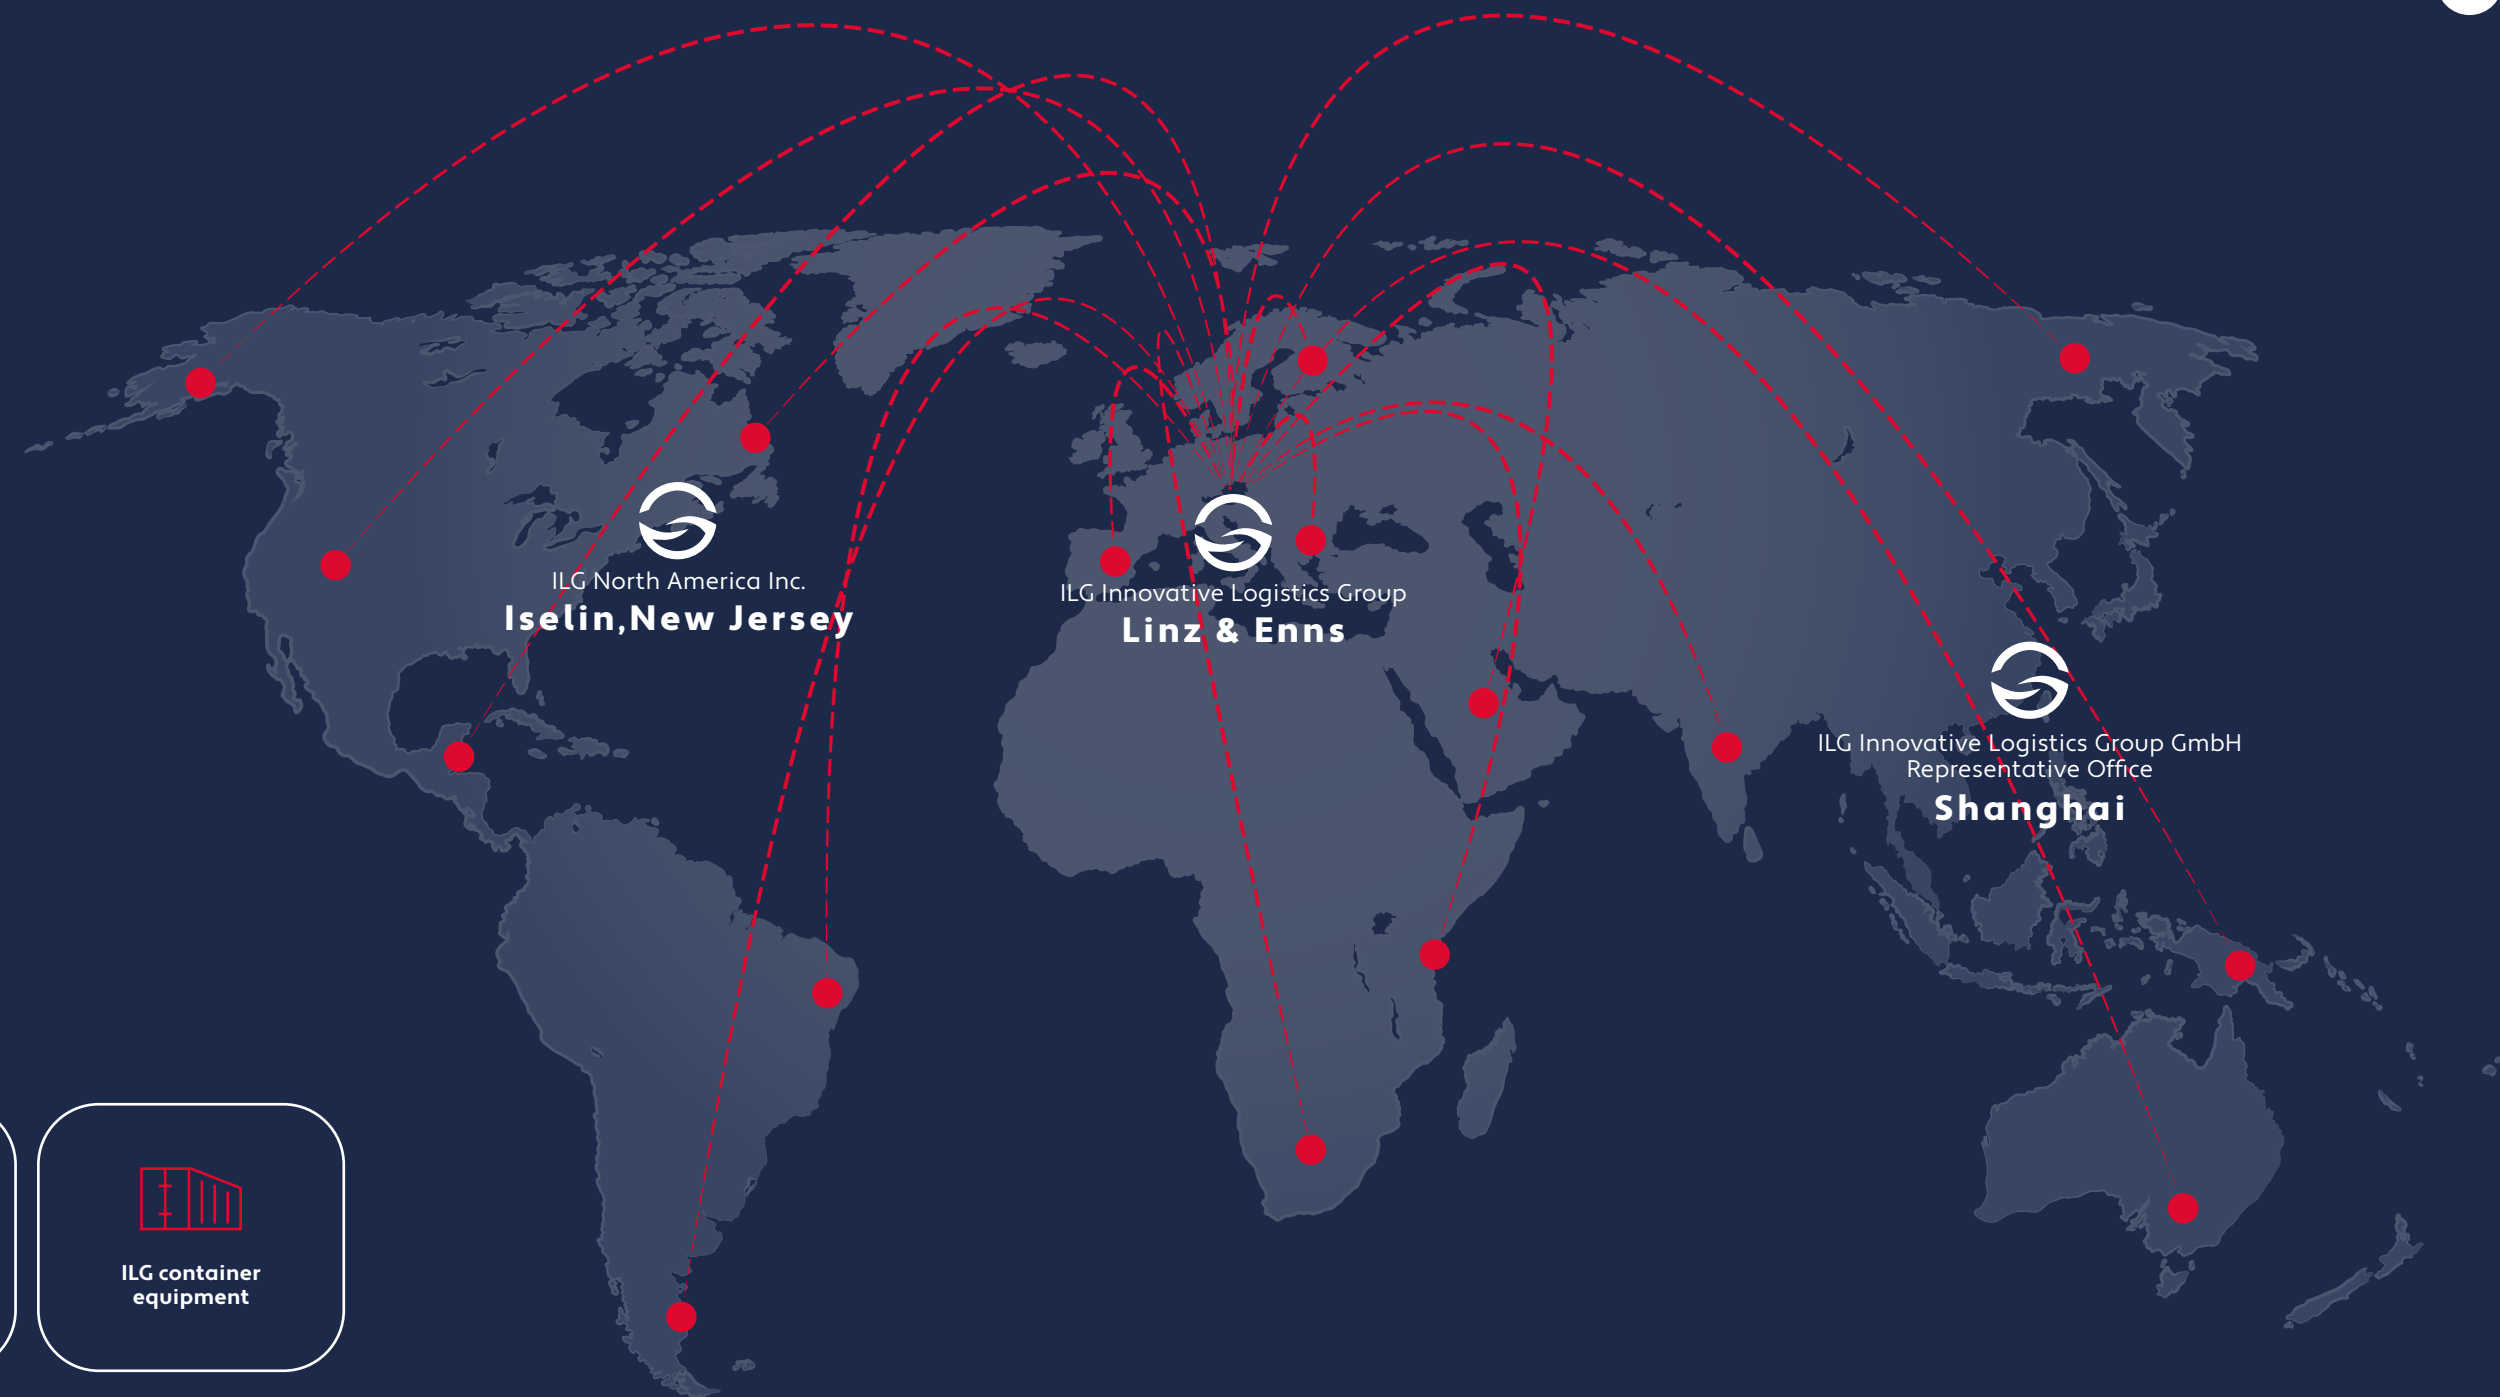 ILG North America Inc.
Iselin,New Jersey
ILG Innovative Logistics Group
Linz & Enns
ILG Innovative Logistics Group GmbH
Representative Office
Shanghai
ILG container
equipment